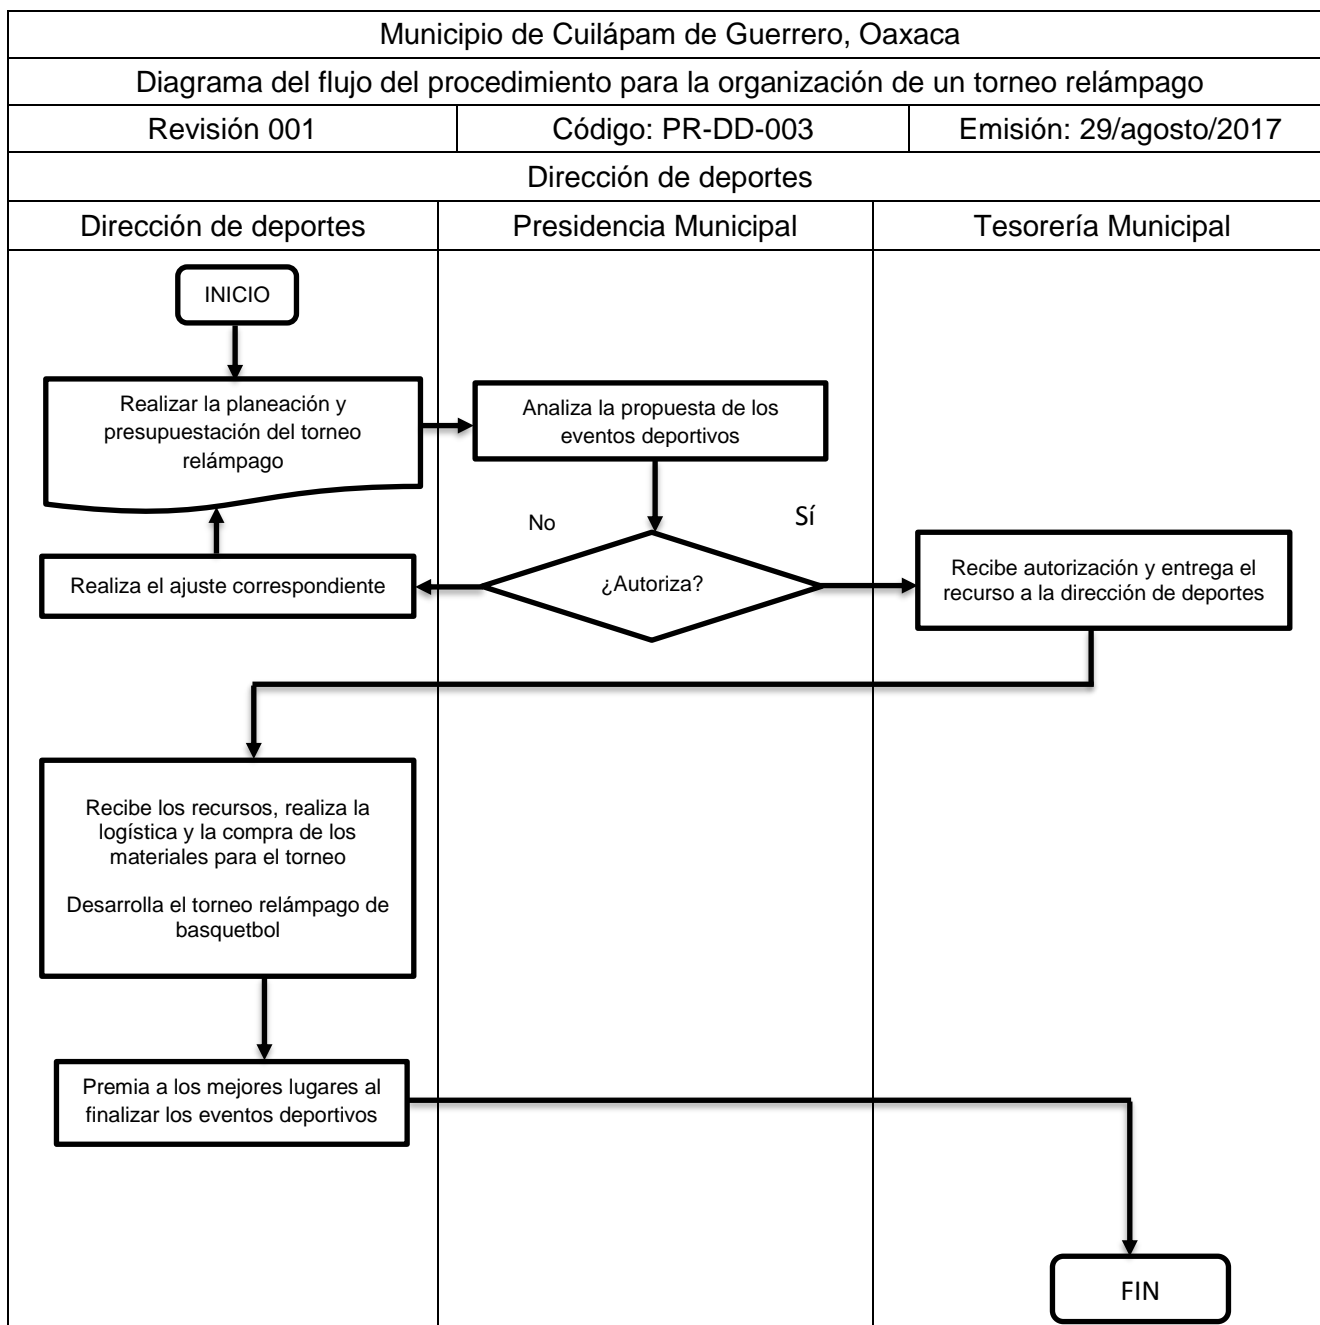 Municipio de Cuilápam de Guerrero, Oaxaca
Diagrama del flujo del procedimiento para la organización de un torneo relámpago
Revisión 001
Código: PR-DD-003
Emisión: 29/agosto/2017
Dirección de deportes
Dirección de deportes
Presidencia Municipal
Tesorería Municipal
INICIO
Realizar la planeación y
presupuestación del torneo
relámpago
Analiza la propuesta de los
eventos deportivos
No
Sí
Realiza el ajuste correspondiente
¿Autoriza?
Recibe autorización y entrega el
recurso a la dirección de deportes
Recibe los recursos, realiza la
logística y la compra de los
materiales para el torneo
Desarrolla el torneo relámpago de
basquetbol
Premia a los mejores lugares al
finalizar los eventos deportivos
FIN